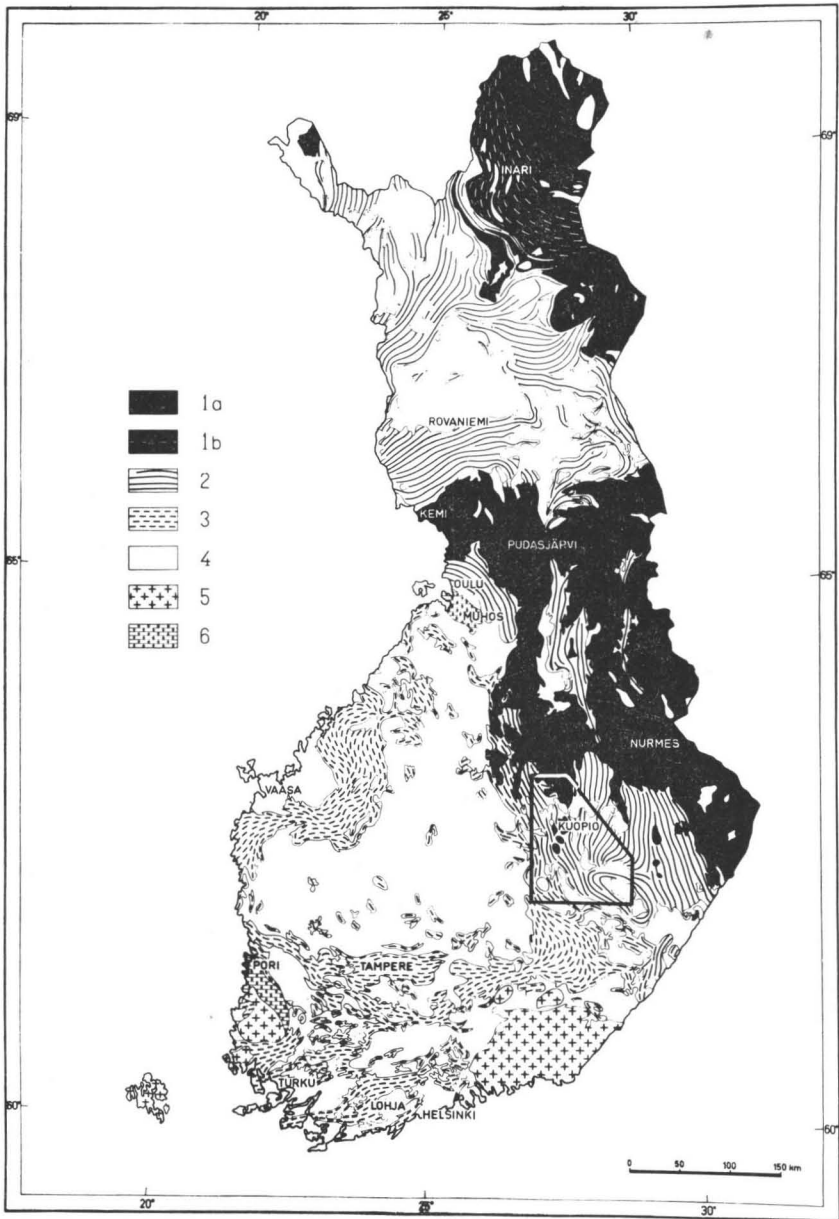 20° 25° 30°
69° 69°
INARI
1a
1b
2
3
4
5
6
ROVANIEMI
KEMI
PUDASJÄRVI
65° 65°
OULU
MUHOS
NURMES
VAASA
KUOPIO
PORI
TAMPERE
TURKU
LOHJA
HELSINKI
60° 60°
0 50 100 150 km
20° 25° 30°